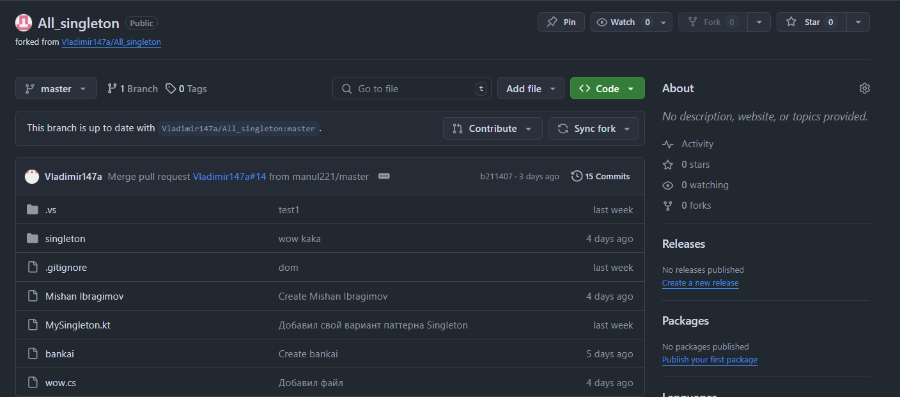 All_singleton Public Pin Watch 0 Fork 0 Star 0
forked from Vladimir147a/All_singleton
master 1 Branch 0 Tags Go to file t Add file Code
This branch is up to date with Vladimir147a/All_singleton:master . Contribute Sync fork
Vladimir147a Merge pull request Vladimir147a#14 from manul221/master b211407 · 3 days ago 15 Commits
.vs test1 last week
singleton wow kaka 4 days ago
.gitignore dom last week
Mishan Ibragimov Create Mishan Ibragimov 4 days ago
MySingleton.kt Добавил свой вариант паттерна Singleton last week
bankai Create bankai 5 days ago
wow.cs Добавил файл 4 days ago
About
No description, website, or topics provided.
Activity
0 stars
0 watching
0 forks
Releases
No releases published
Create a new release
Packages
No packages published
Publish your first package
Languages